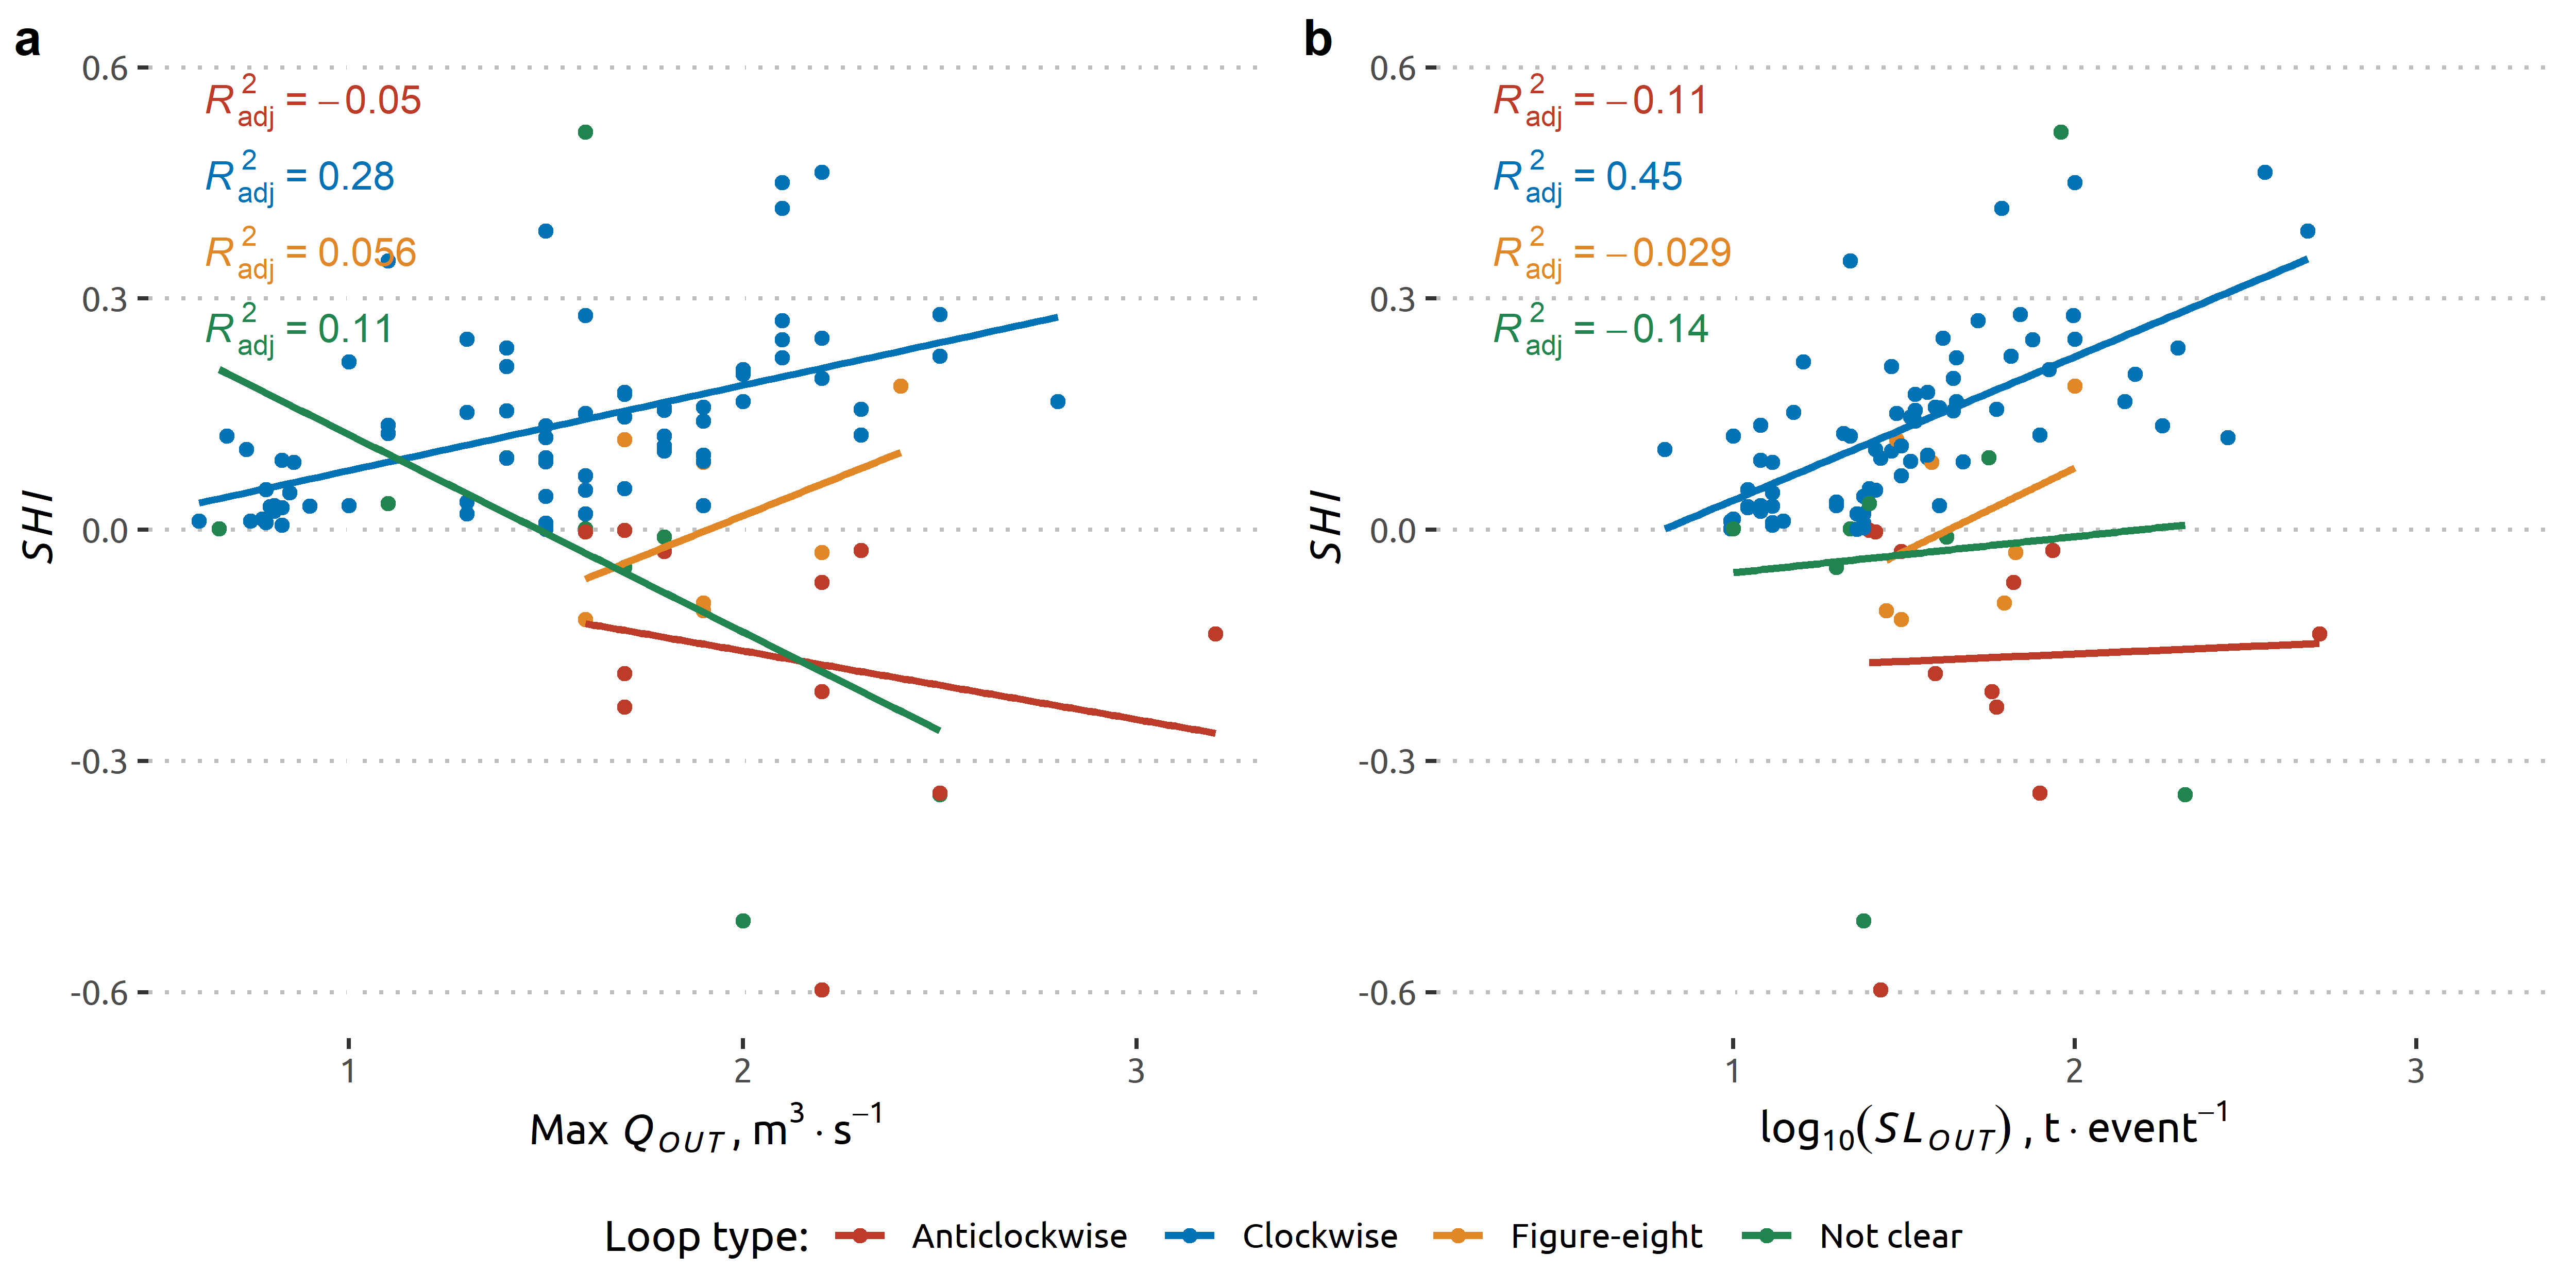 a
b
0.6
0.3
0.0
-0.3
-0.6
SHI
R²adj = −0.05
R²adj = 0.28
R²adj = 0.056
R²adj = 0.11
1 2 3
Max Q_OUT, m³·s⁻¹
0.6
0.3
0.0
-0.3
-0.6
SHI
R²adj = −0.11
R²adj = 0.45
R²adj = −0.029
R²adj = −0.14
1 2 3
log₁₀(SL_OUT), t·event⁻¹
Loop type: Anticlockwise Clockwise Figure-eight Not clear